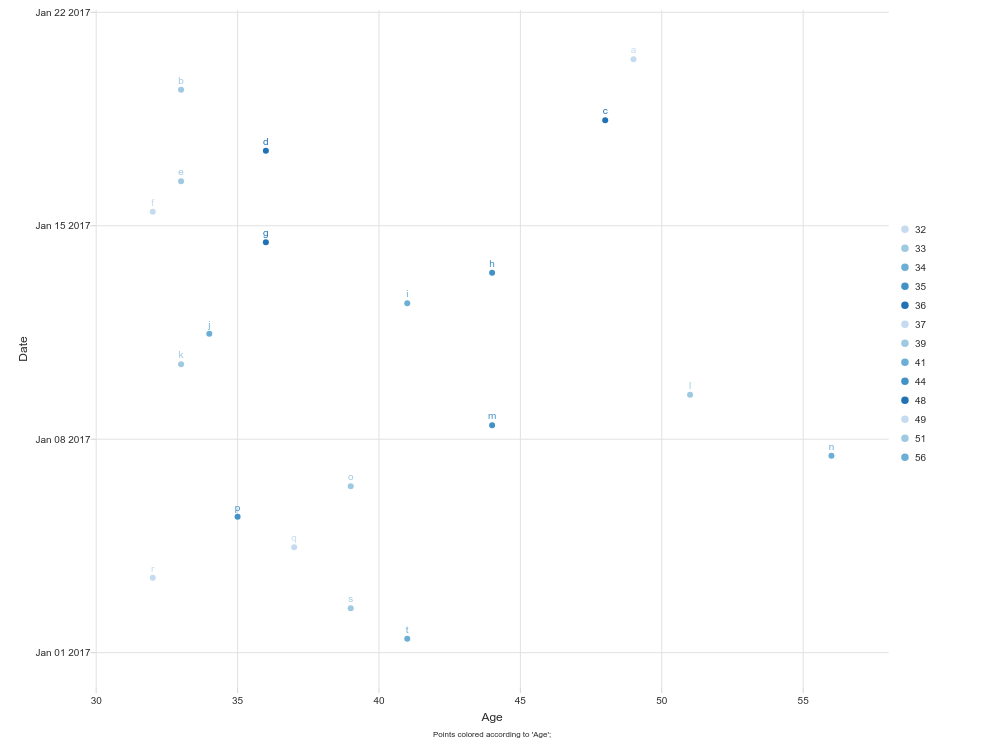 Jan 22 2017
a
b
c
d
e
f
Jan 15 2017
g
h
i
j
k
l
m
Jan 08 2017
n
o
p
q
r
s
t
Jan 01 2017
Date
30 35 40 45 50 55
Age
Points colored according to 'Age';
32
33
34
35
36
37
39
41
44
48
49
51
56